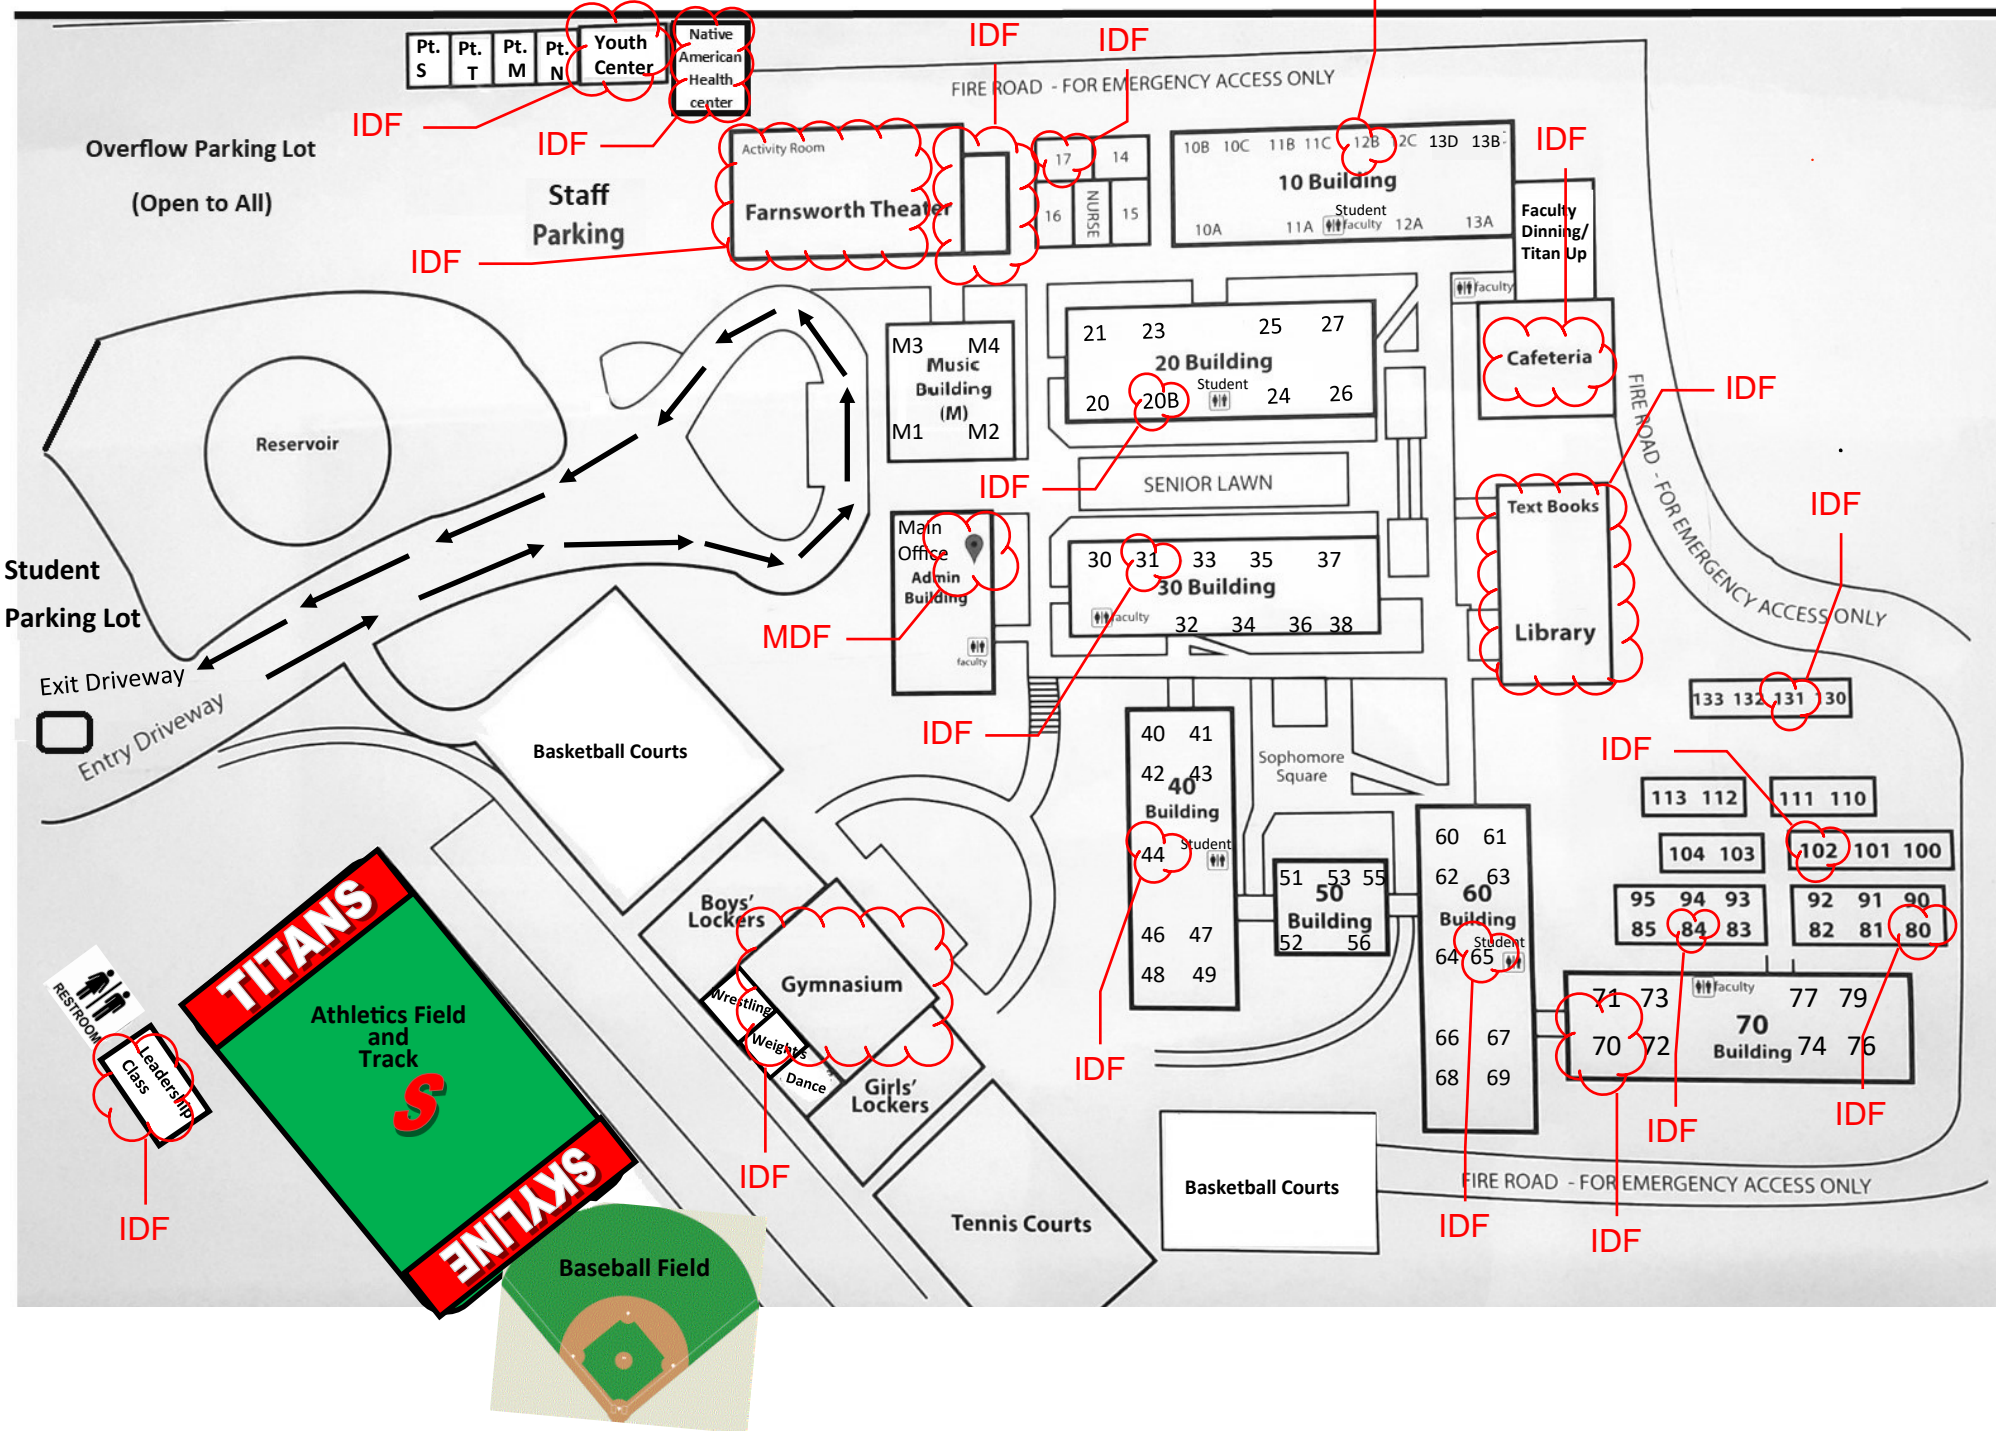 IDF
IDF
Pt.
S
Pt.
T
Pt.
M
Pt.
N
Youth
Center
Native
American
Health
center
FIRE ROAD - FOR EMERGENCY ACCESS ONLY
IDF
IDF
IDF
Overflow Parking Lot
(Open to All)
Staff
Parking
Activity Room
Farnsworth Theater
IDF
17 14
16 NURSE 15
10B 10C 11B 11C 12B 12C 13D 13B
10 Building
Student
10A 11A faculty 12A 13A
Faculty
Dinning/
Titan Up
faculty
Cafeteria
M3 M4
Music
Building
(M)
M1 M2
21 23 25 27
20 Building
Student
20 20B 24 26
IDF
SENIOR LAWN
Reservoir
IDF
FIRE ROAD - FOR EMERGENCY ACCESS ONLY
Text Books
Library
IDF
Main
Office
Admin
Building
faculty
MDF
30 31 33 35 37
30 Building
faculty
32 34 36 38
IDF
Student
Parking Lot
Exit Driveway
Entry Driveway
Basketball Courts
133 132 131 130
IDF
40 41
42 43
40
Building
44
Student
46 47
48 49
IDF
Sophomore
Square
51 53 55
50
Building
52 56
60 61
62 63
60
Building
Student
64 65
66 67
68 69
IDF
113 112
111 110
104 103
102 101 100
95 94 93
85 84 83
92 91 90
82 81 80
71 73 faculty 77 79
70
Building
70 72 74 76
IDF
IDF
IDF
Boys'
Lockers
Gymnasium
Wrestling
Weights
Dance
Girls'
Lockers
IDF
Tennis Courts
Basketball Courts
FIRE ROAD - FOR EMERGENCY ACCESS ONLY
TITANS
Athletics Field
and
Track
S
SKYLINE
RESTROOM
Leadership
Class
IDF
Baseball Field